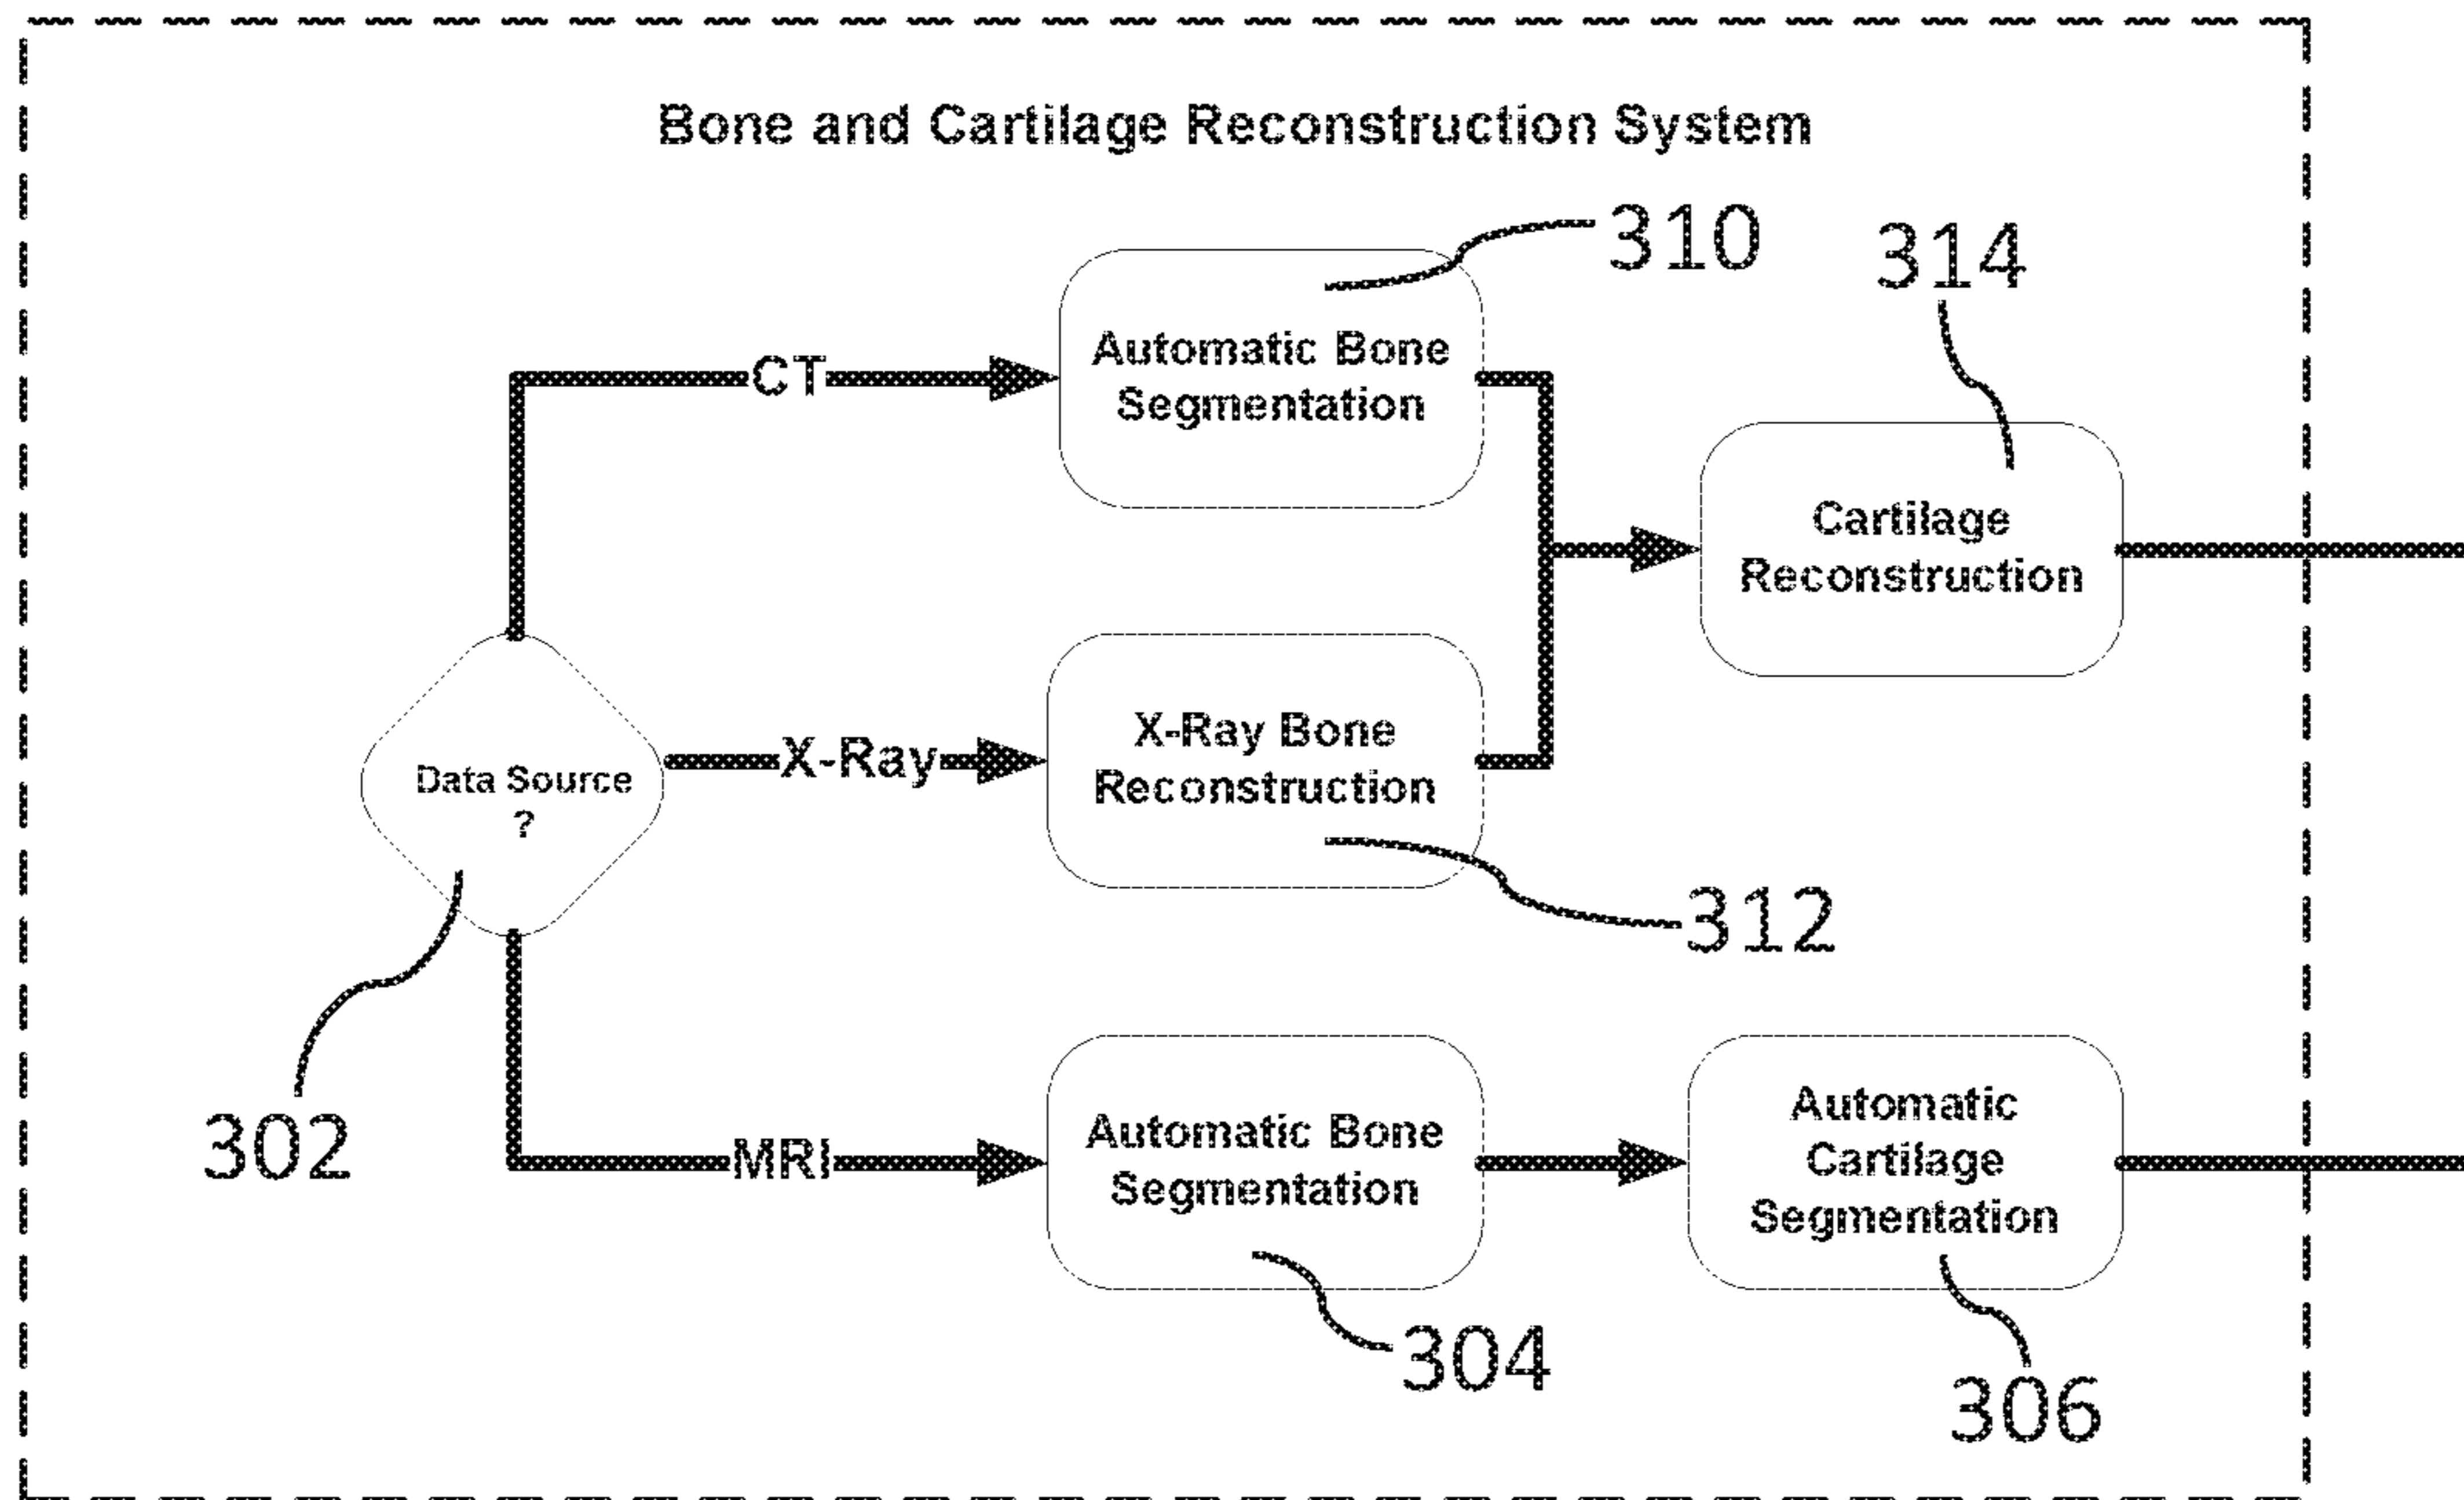 Bone and Cartilage Reconstruction System
310
314
CT
Automatic Bone
Segmentation
Cartilage
Reconstruction
Data Source
?
X-Ray
X-Ray Bone
Reconstruction
312
302
MRI
Automatic Bone
Segmentation
Automatic
Cartilage
Segmentation
304
306